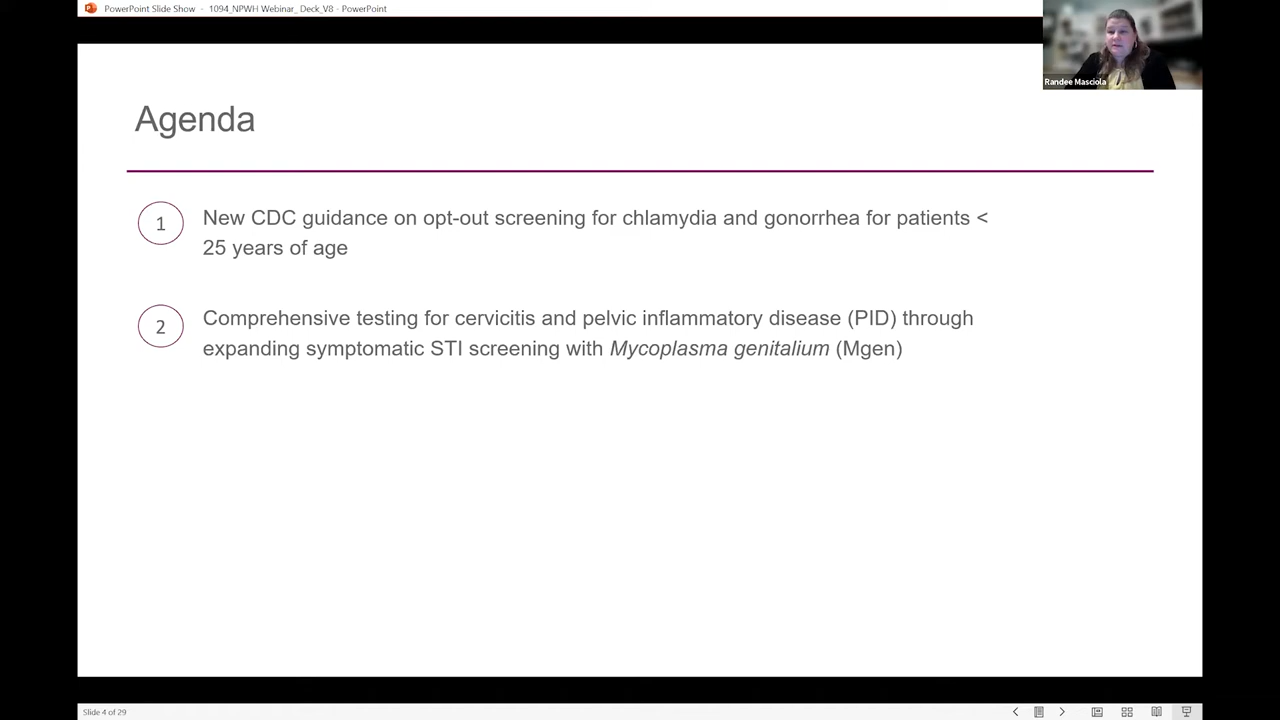 PowerPoint Slide Show - 1094_NPWH Webinar_ Deck_V8 - PowerPoint
Randee Masciola
Agenda
1
New CDC guidance on opt-out screening for chlamydia and gonorrhea for patients <
25 years of age
2
Comprehensive testing for cervicitis and pelvic inflammatory disease (PID) through
expanding symptomatic STI screening with Mycoplasma genitalium (Mgen)
Slide 4 of 29